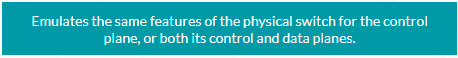 Emulates the same features of the physical switch for the control
plane, or both its control and data planes.